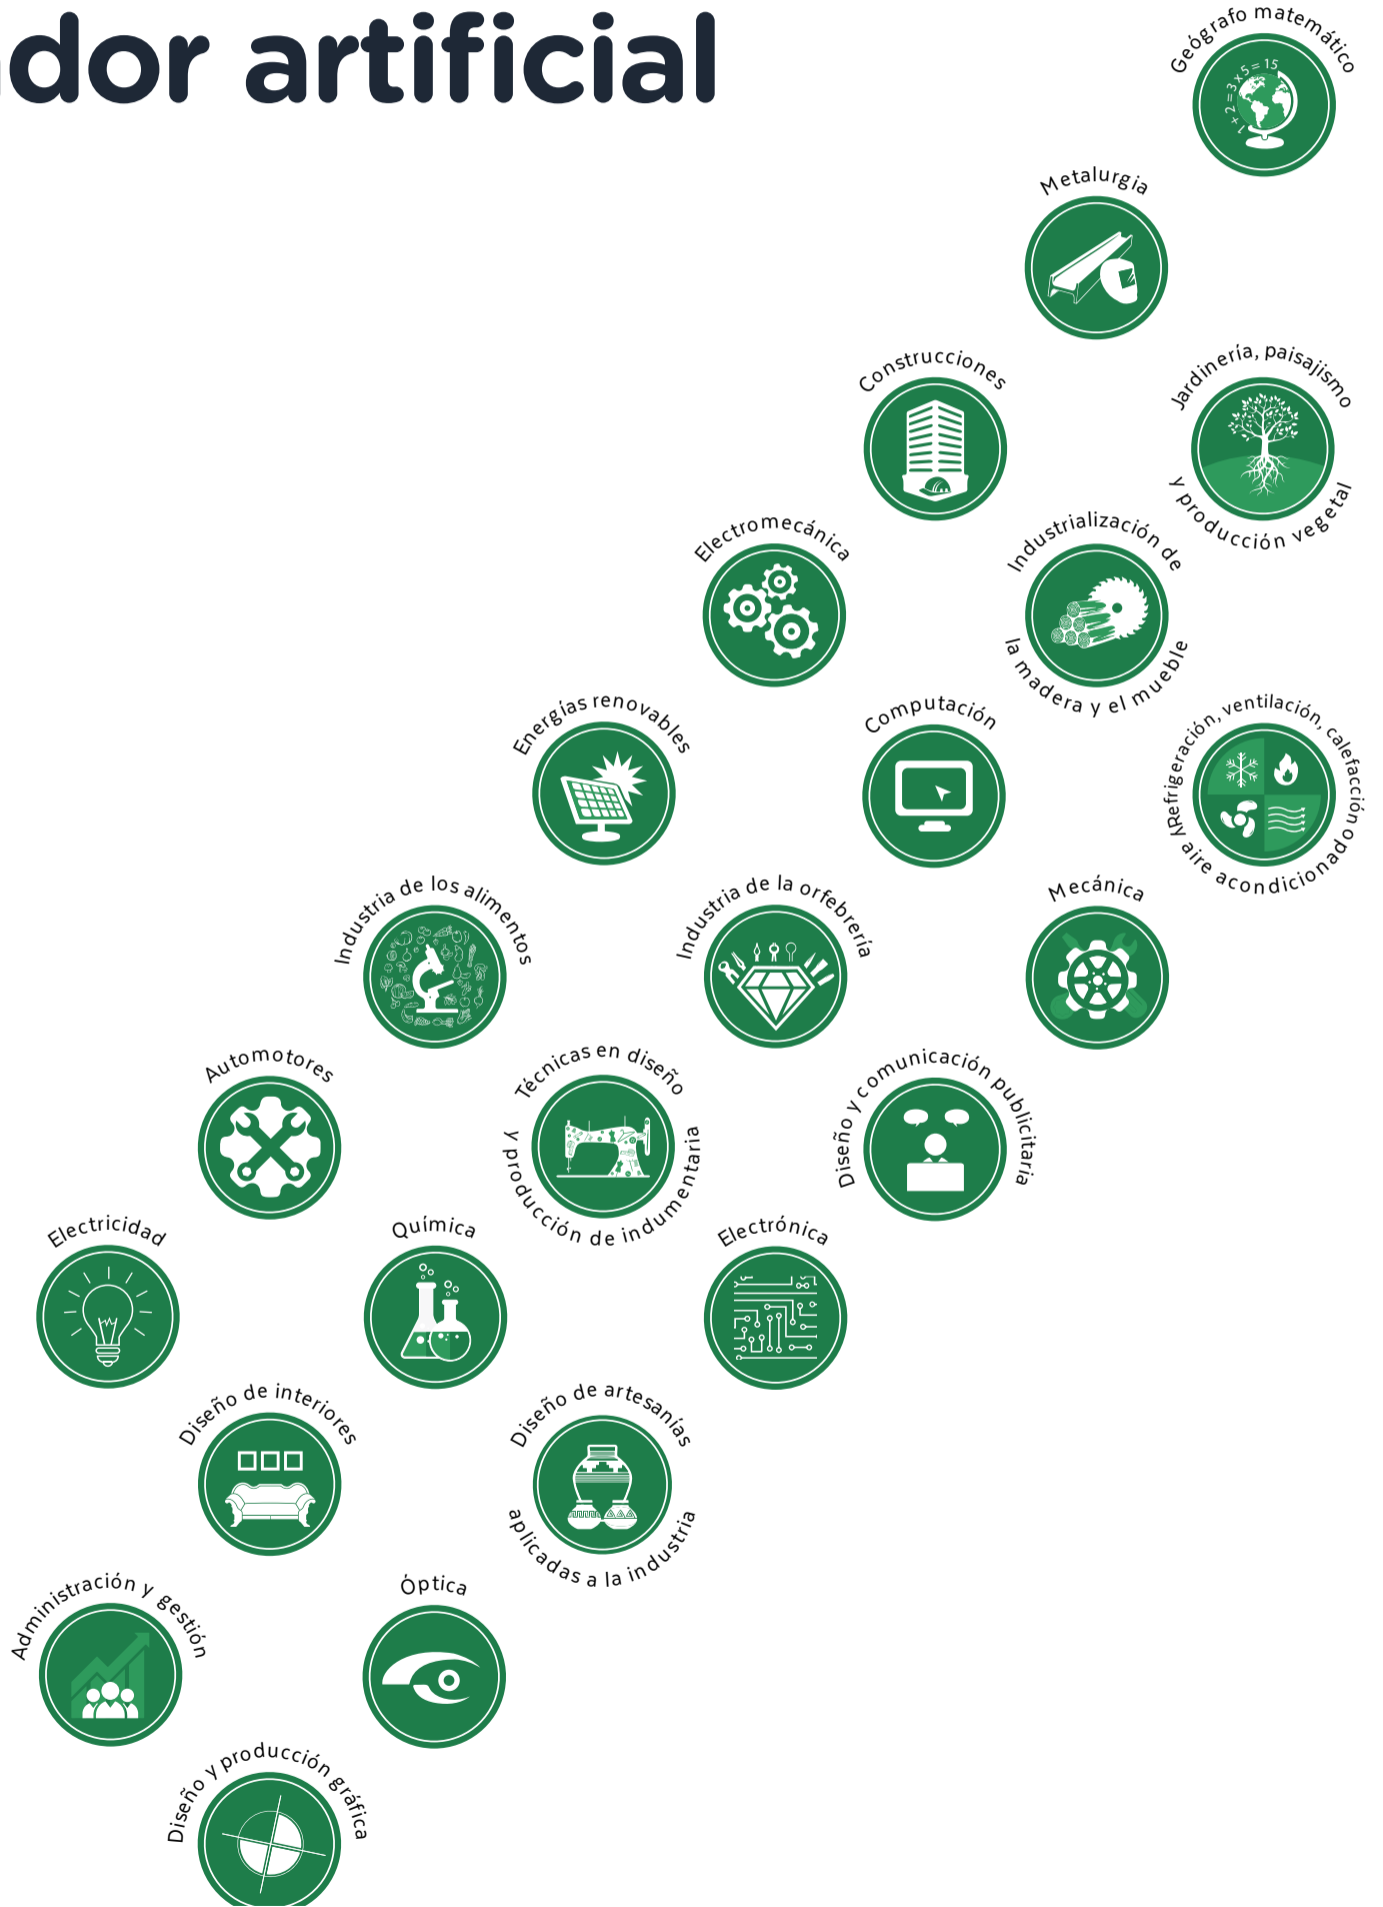 dor artificial
Geógrafo matemático
1 + 2 = 3 x 5 = 15
Metalurgia
Construcciones
Jardinería, paisajismo
y producción vegetal
Electromecánica
Industrialización de
la madera y el mueble
Energías renovables
Computación
Refrigeración, ventilación, calefacción
y aire acondicionado
Industria de los alimentos
Industria de la orfebrería
Mecánica
Automotores
Técnicas en diseño
y producción de indumentaria
Diseño y comunicación publicitaria
Electricidad
Química
Electrónica
Diseño de interiores
Diseño de artesanías
aplicadas a la industria
Administración y gestión
Óptica
Diseño y producción gráfica